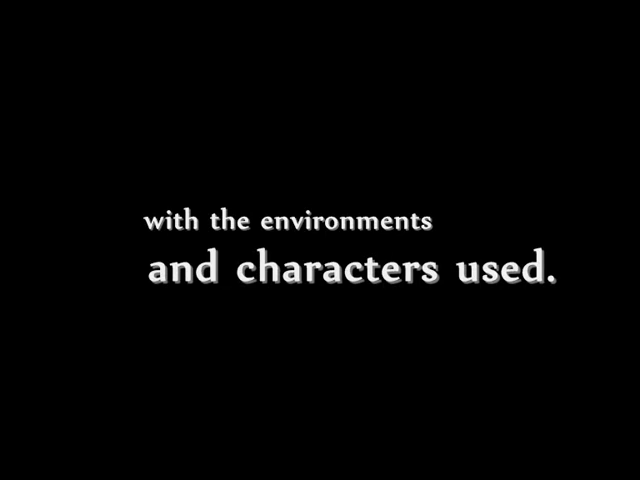 with the environments
and characters used.